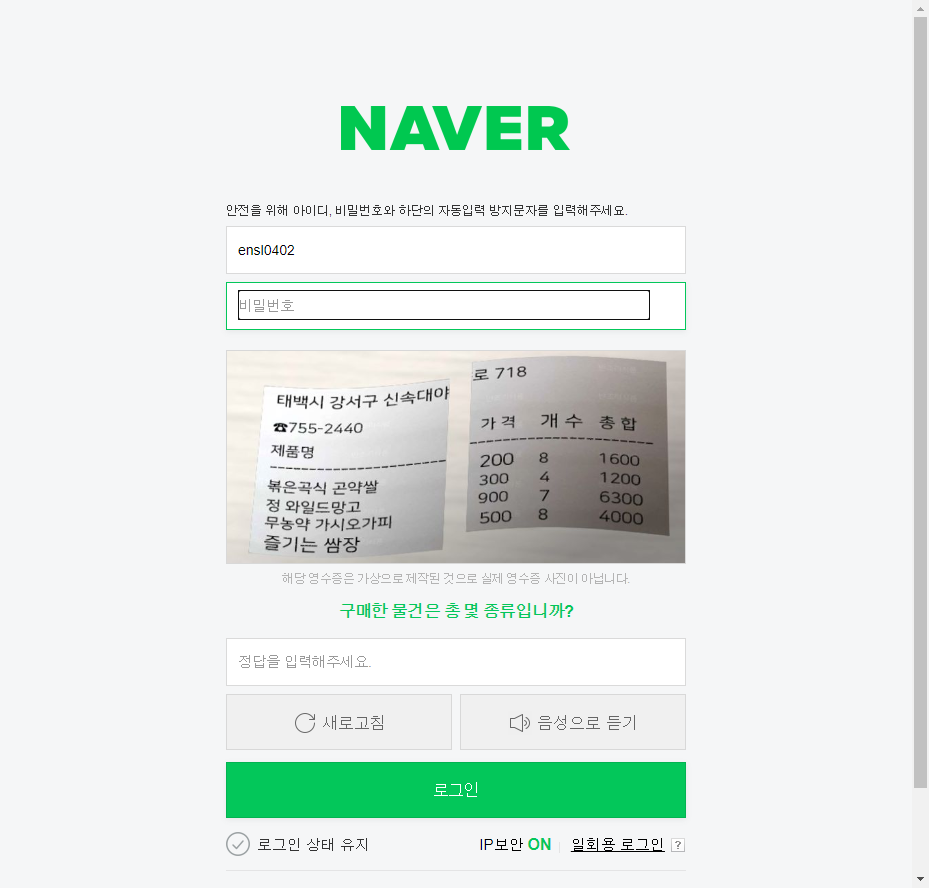 NAVER
안전을 위해 아이디, 비밀번호와 하단의 자동입력 방지문자를 입력해주세요.
ensl0402
비밀번호
태백시 강서구 신속대야
로 718
☎755-2440
제품명
가격 개수 총합
볶은곡식 곤약쌀
200 8 1600
정 와일드망고
300 4 1200
무농약 가시오가피
900 7 6300
즐기는 쌈장
500 8 4000
해당 영수증은 가상으로 제작된 것으로 실제 영수증 사진이 아닙니다.
구매한 물건은 총 몇 종류입니까?
정답을 입력해주세요.
새로고침
음성으로 듣기
로그인
로그인 상태 유지
IP보안 ON
일회용 로그인 ?